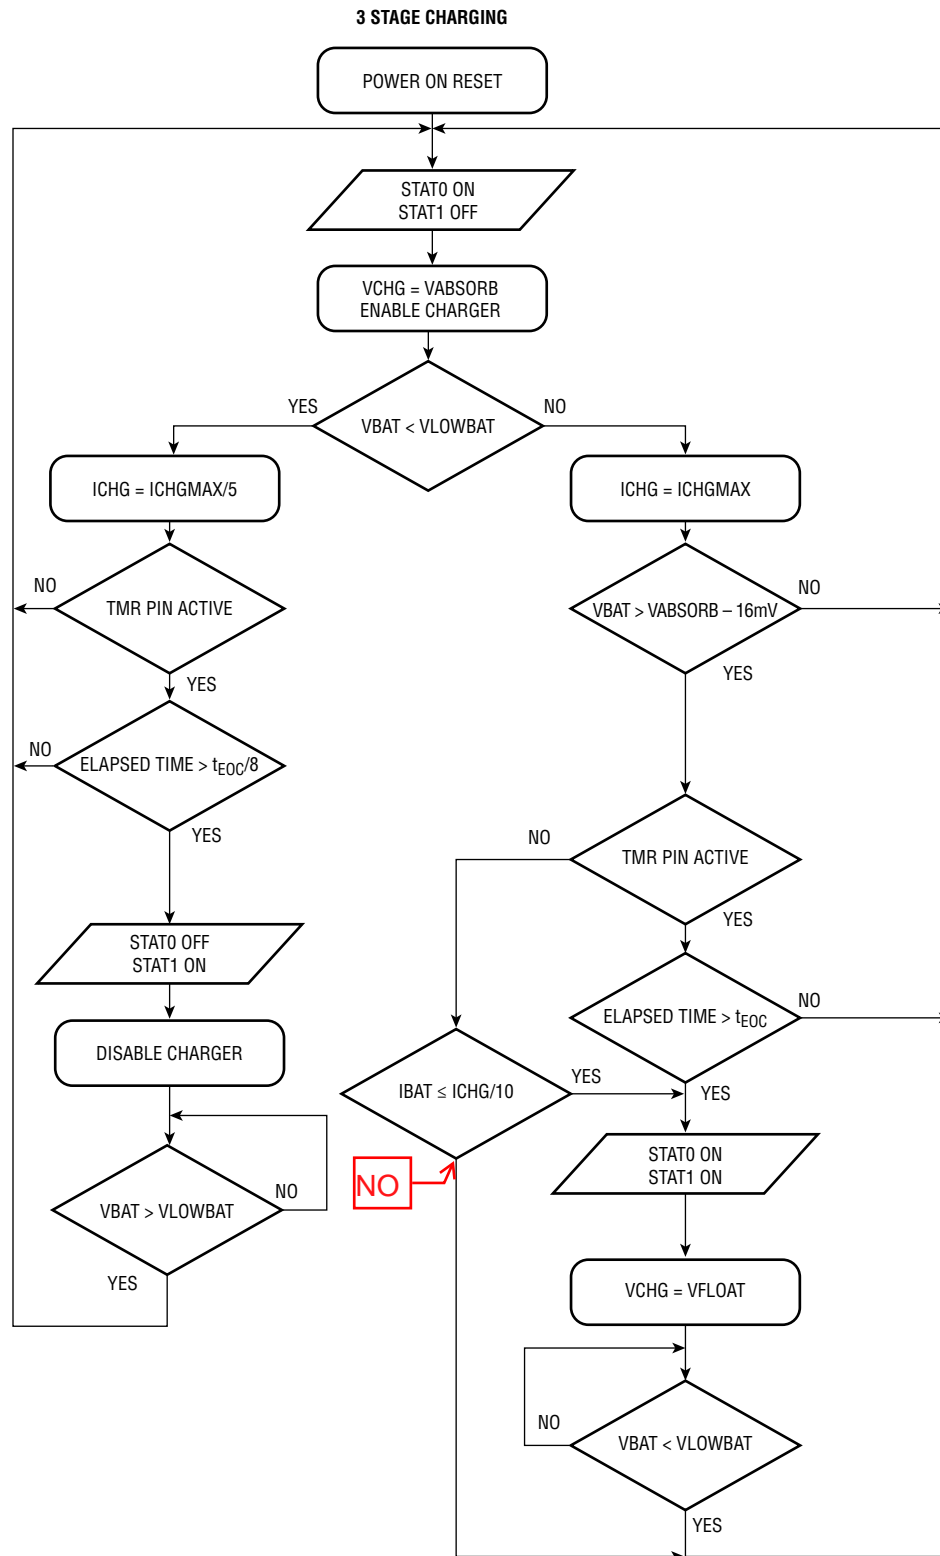 3 STAGE CHARGING
POWER ON RESET
STAT0 ON
STAT1 OFF
VCHG = VABSORB
ENABLE CHARGER
YES
VBAT < VLOWBAT
NO
ICHG = ICHGMAX/5
ICHG = ICHGMAX
NO
TMR PIN ACTIVE
YES
VBAT > VABSORB – 16mV
NO
YES
NO
ELAPSED TIME > tEOC/8
YES
NO
TMR PIN ACTIVE
YES
STAT0 OFF
STAT1 ON
ELAPSED TIME > tEOC
NO
YES
DISABLE CHARGER
IBAT ≤ ICHG/10
YES
NO
STAT0 ON
STAT1 ON
VBAT > VLOWBAT
NO
YES
VCHG = VFLOAT
NO
VBAT < VLOWBAT
YES